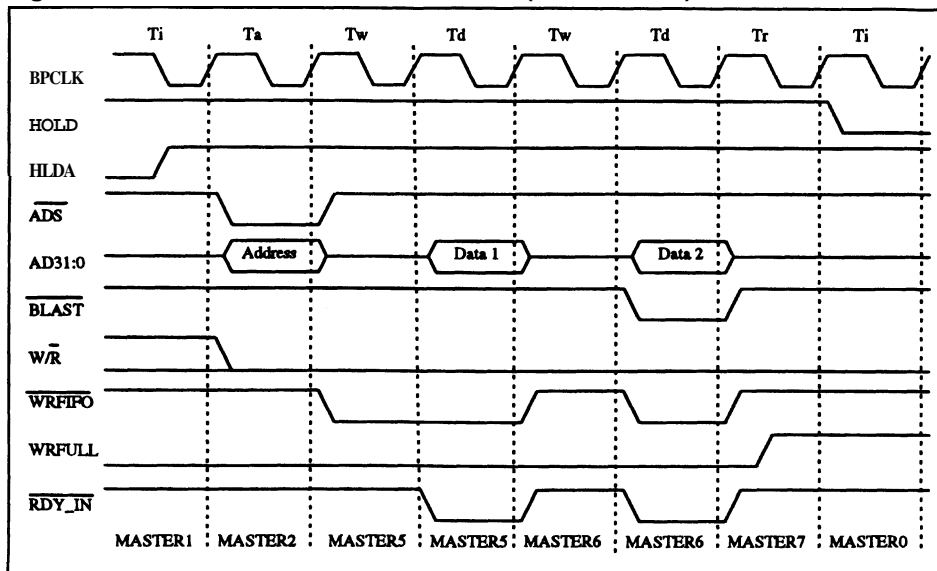 Ti Ta Tw Td Tw Td Tr Ti
BPCLK
HOLD
HLDA
ADS
AD31:0 Address Data 1 Data 2
BLAST
W/R
WRFIFO
WRFULL
RDY_IN
MASTER1 MASTER2 MASTER5 MASTER5 MASTER6 MASTER6 MASTER7 MASTER0